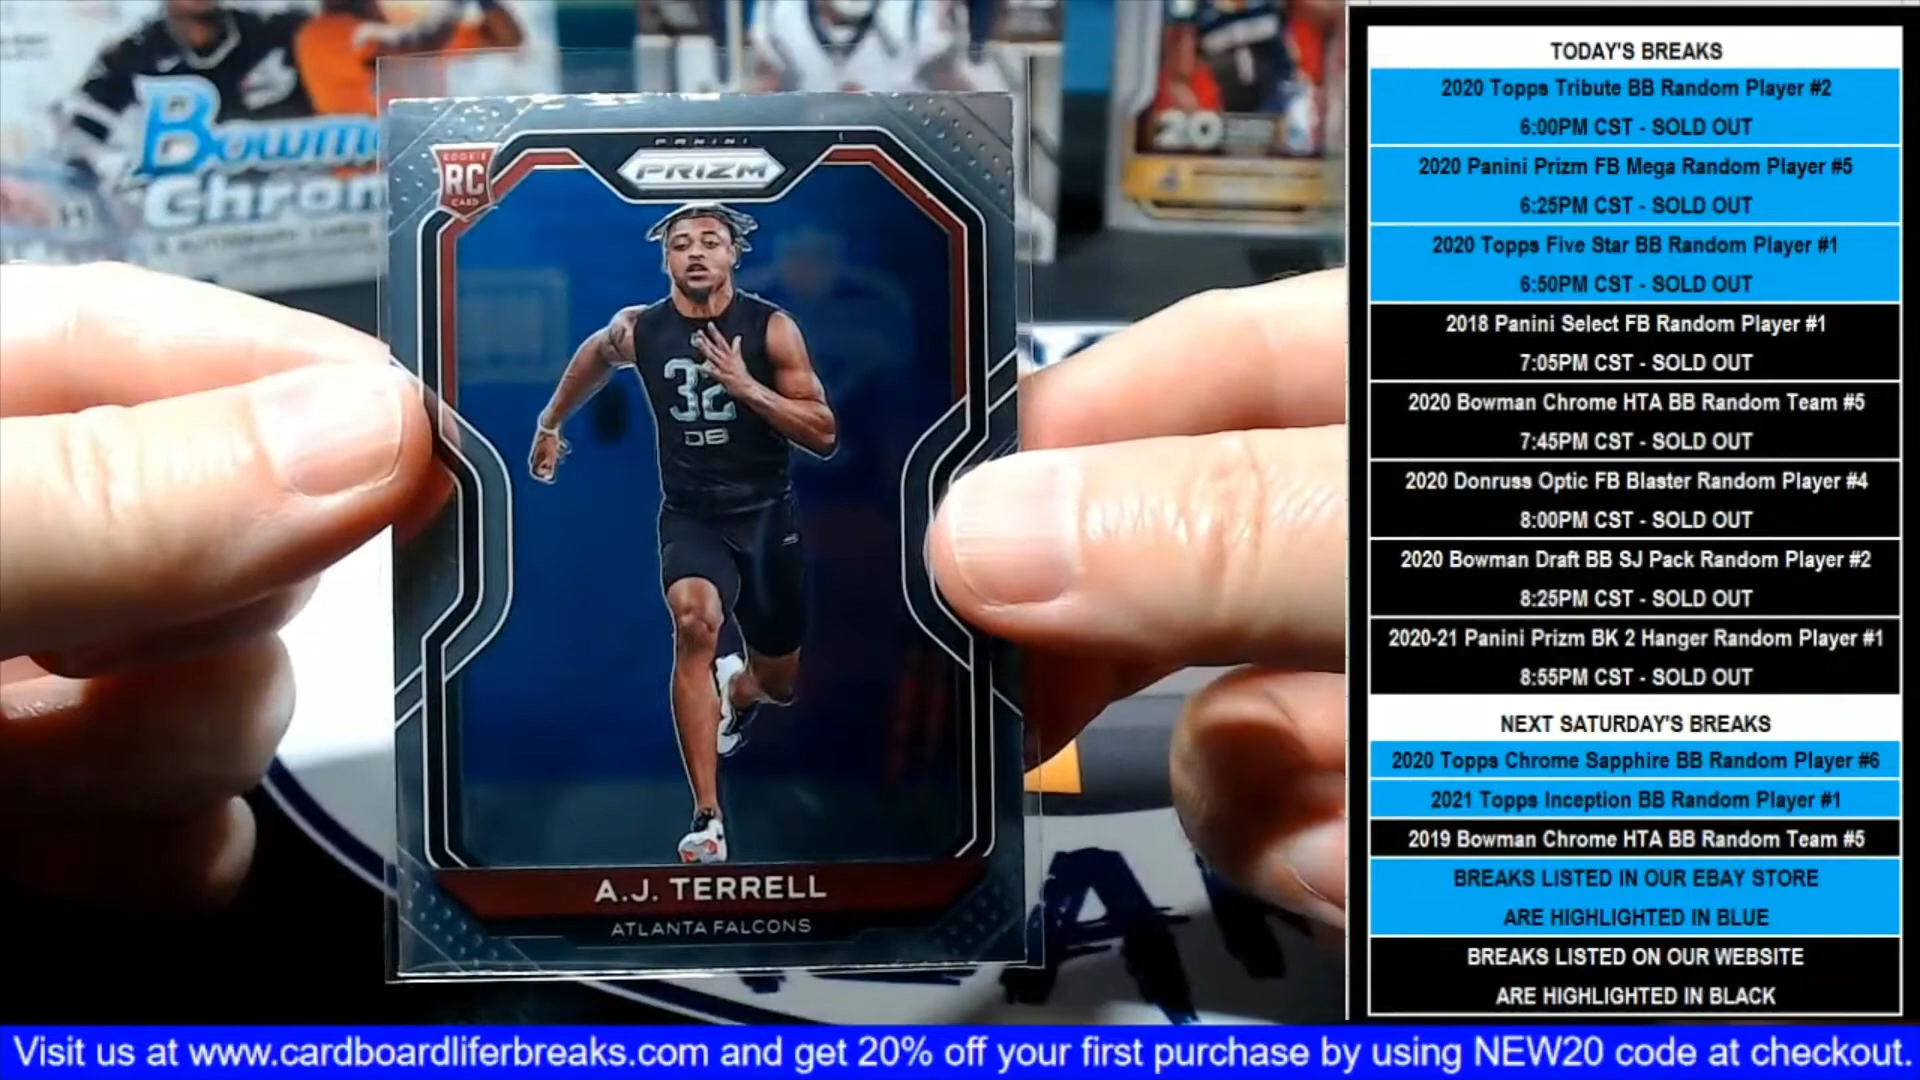 Bowm
Chrom
20
PANINI
PRIZM
ROOKIE
RC
CARD
32
DB
A.J. TERRELL
ATLANTA FALCONS
TODAY'S BREAKS
2020 Topps Tribute BB Random Player #2
6:00PM CST - SOLD OUT
2020 Panini Prizm FB Mega Random Player #5
6:25PM CST - SOLD OUT
2020 Topps Five Star BB Random Player #1
6:50PM CST - SOLD OUT
2018 Panini Select FB Random Player #1
7:05PM CST - SOLD OUT
2020 Bowman Chrome HTA BB Random Team #5
7:45PM CST - SOLD OUT
2020 Donruss Optic FB Blaster Random Player #4
8:00PM CST - SOLD OUT
2020 Bowman Draft BB SJ Pack Random Player #2
8:25PM CST - SOLD OUT
2020-21 Panini Prizm BK 2 Hanger Random Player #1
8:55PM CST - SOLD OUT
NEXT SATURDAY'S BREAKS
2020 Topps Chrome Sapphire BB Random Player #6
2021 Topps Inception BB Random Player #1
2019 Bowman Chrome HTA BB Random Team #5
BREAKS LISTED IN OUR EBAY STORE
ARE HIGHLIGHTED IN BLUE
BREAKS LISTED ON OUR WEBSITE
ARE HIGHLIGHTED IN BLACK
Visit us at www.cardboardliferbreaks.com and get 20% off your first purchase by using NEW20 code at checkout.